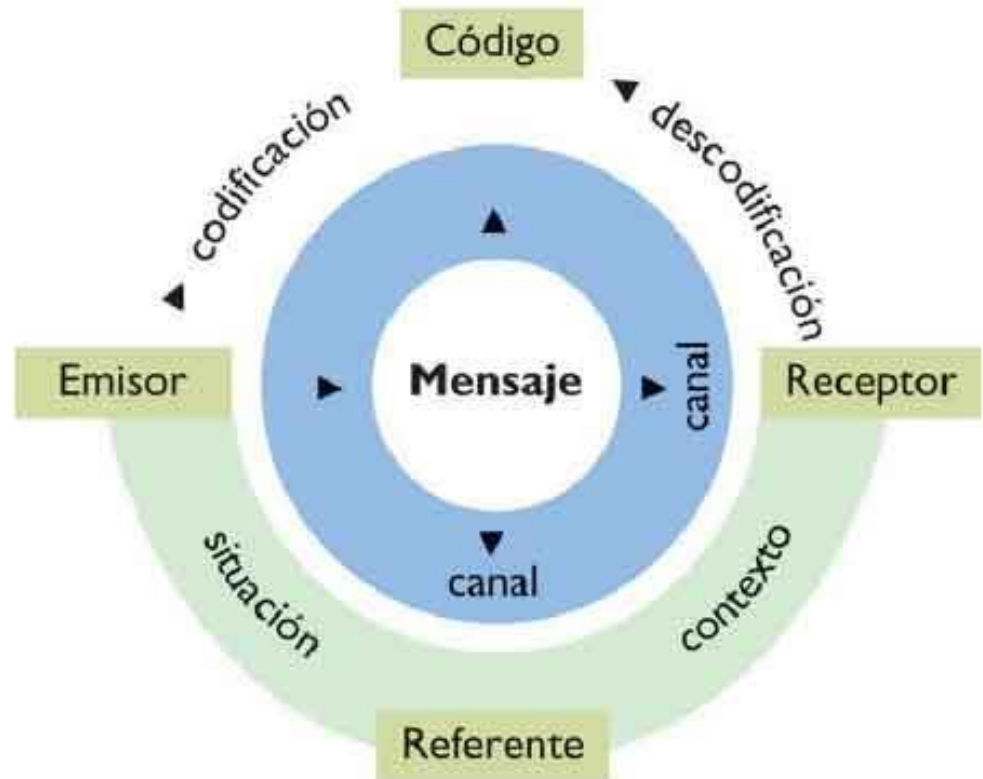 Código
codificación
descodificación
Emisor
Mensaje
canal
Receptor
canal
situación
contexto
Referente